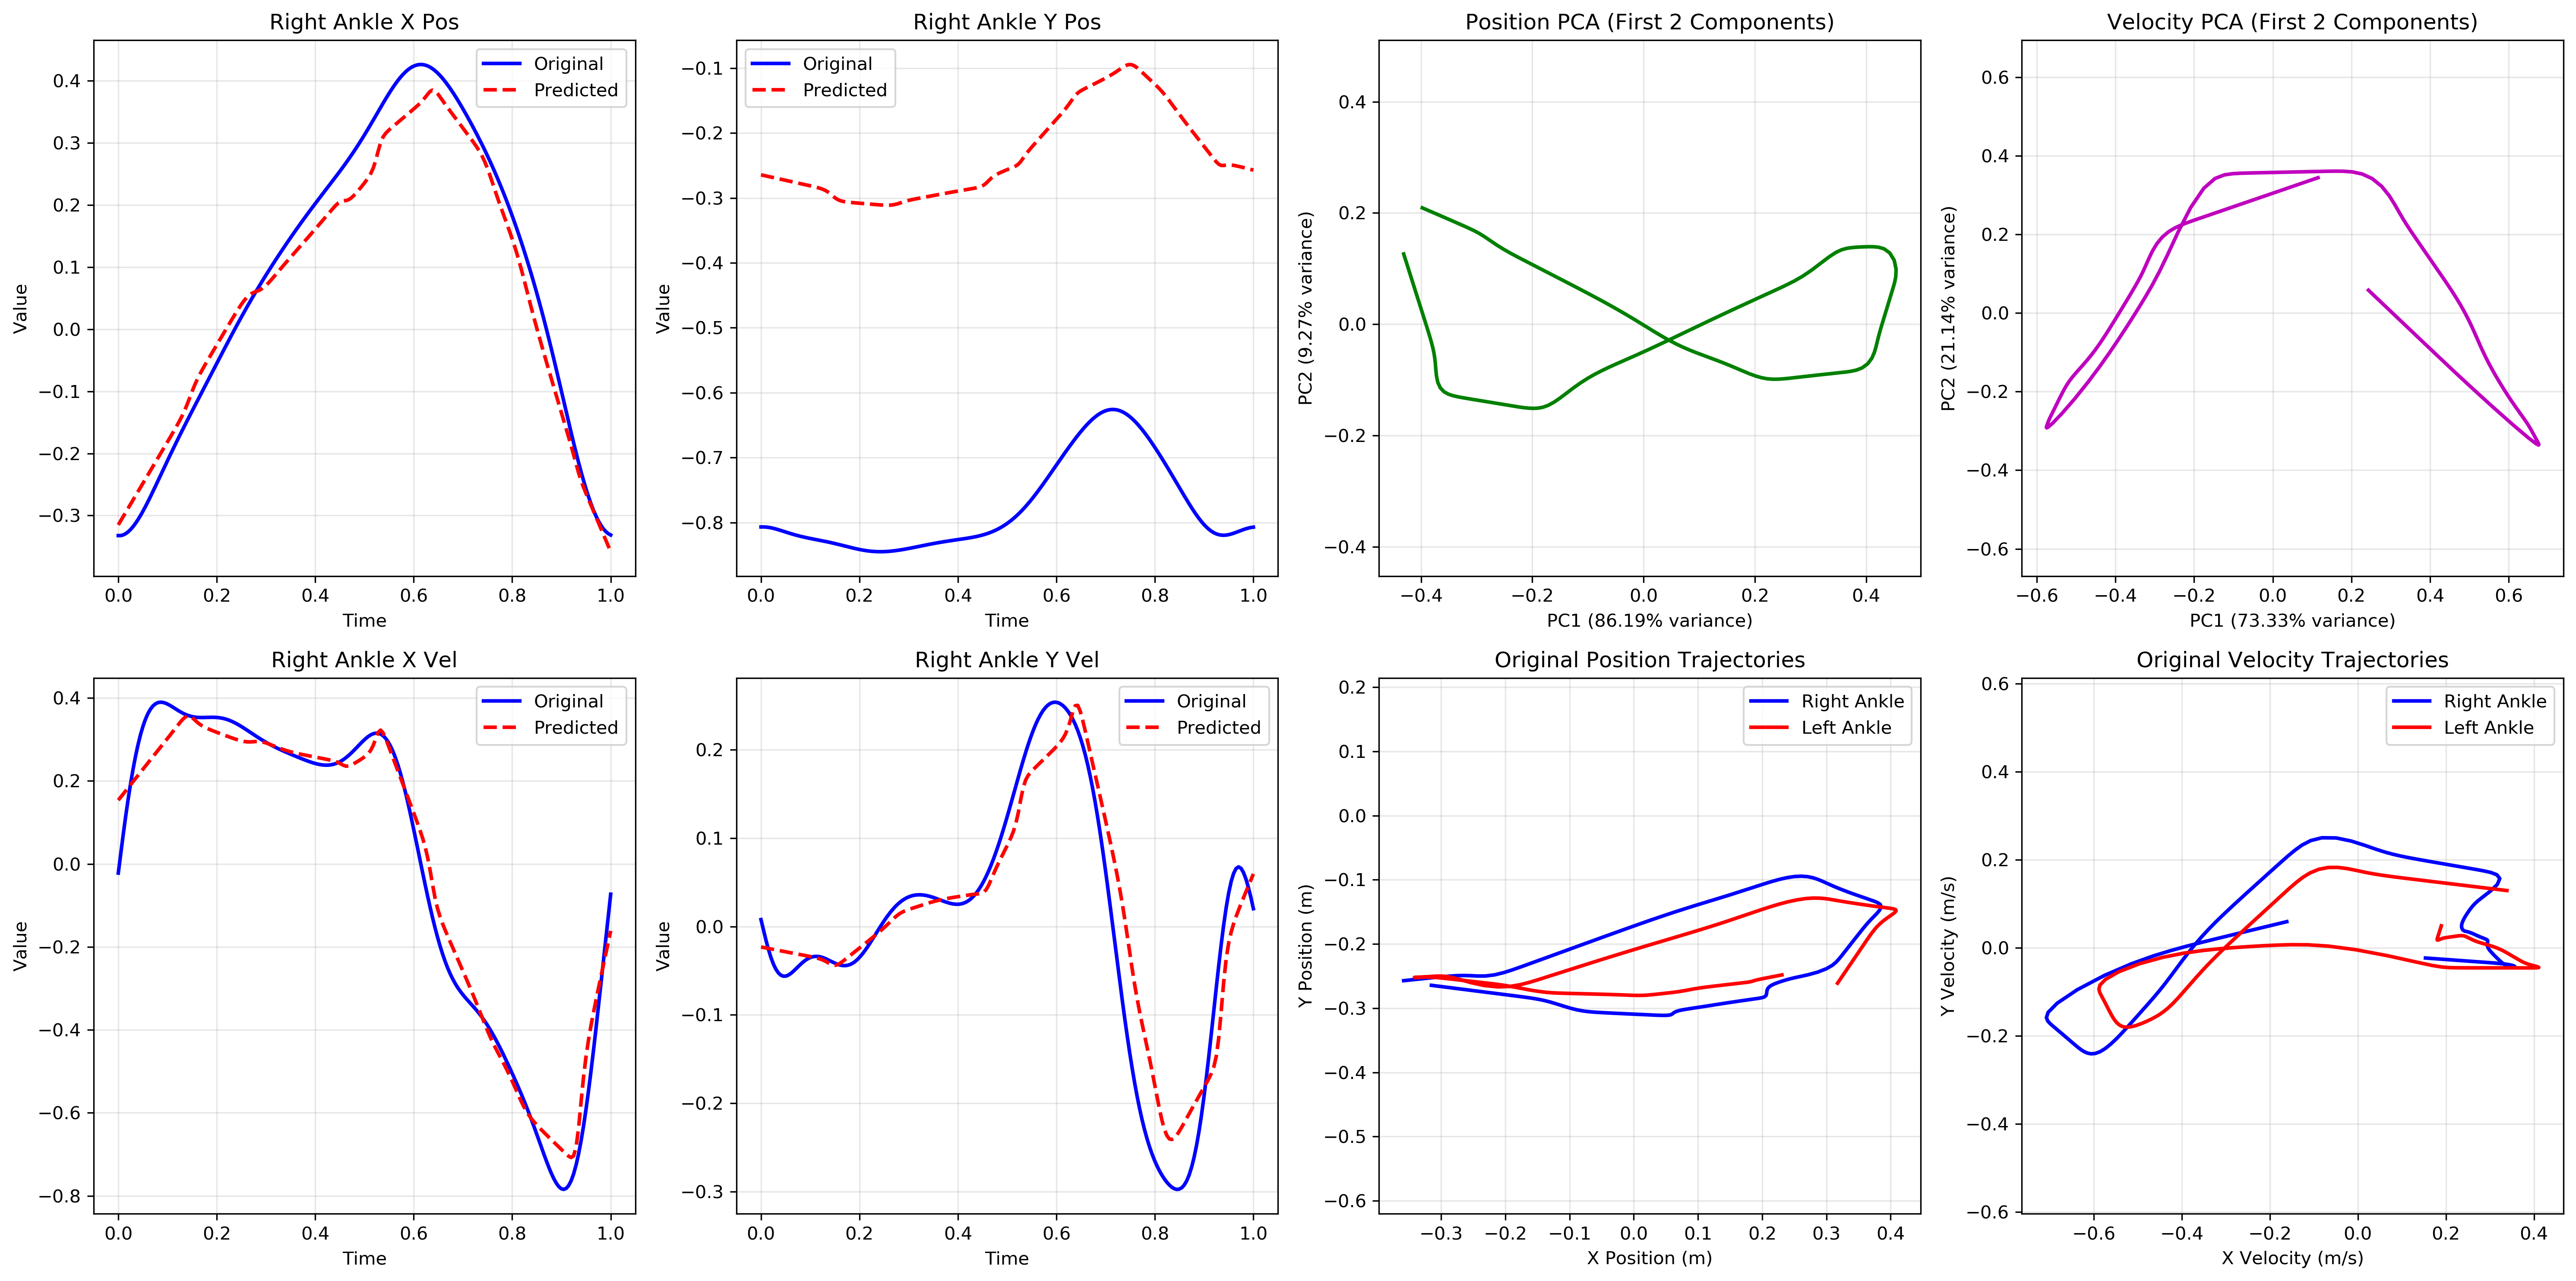 Right Ankle X Pos
Original
Predicted
0.4
0.3
0.2
0.1
0.0
−0.1
−0.2
−0.3
Value
0.0 0.2 0.4 0.6 0.8 1.0
Time
Right Ankle Y Pos
Original
Predicted
−0.1
−0.2
−0.3
−0.4
−0.5
−0.6
−0.7
−0.8
Value
0.0 0.2 0.4 0.6 0.8 1.0
Time
Position PCA (First 2 Components)
0.4
0.2
0.0
−0.2
−0.4
PC2 (9.27% variance)
−0.4 −0.2 0.0 0.2 0.4
PC1 (86.19% variance)
Velocity PCA (First 2 Components)
0.6
0.4
0.2
0.0
−0.2
−0.4
−0.6
PC2 (21.14% variance)
−0.6 −0.4 −0.2 0.0 0.2 0.4 0.6
PC1 (73.33% variance)
Right Ankle X Vel
Original
Predicted
0.4
0.2
0.0
−0.2
−0.4
−0.6
−0.8
Value
0.0 0.2 0.4 0.6 0.8 1.0
Time
Right Ankle Y Vel
Original
Predicted
0.2
0.1
0.0
−0.1
−0.2
−0.3
Value
0.0 0.2 0.4 0.6 0.8 1.0
Time
Original Position Trajectories
Right Ankle
Left Ankle
0.2
0.1
0.0
−0.1
−0.2
−0.3
−0.4
−0.5
−0.6
Y Position (m)
−0.3 −0.2 −0.1 0.0 0.1 0.2 0.3 0.4
X Position (m)
Original Velocity Trajectories
Right Ankle
Left Ankle
0.6
0.4
0.2
0.0
−0.2
−0.4
−0.6
Y Velocity (m/s)
−0.6 −0.4 −0.2 0.0 0.2 0.4
X Velocity (m/s)